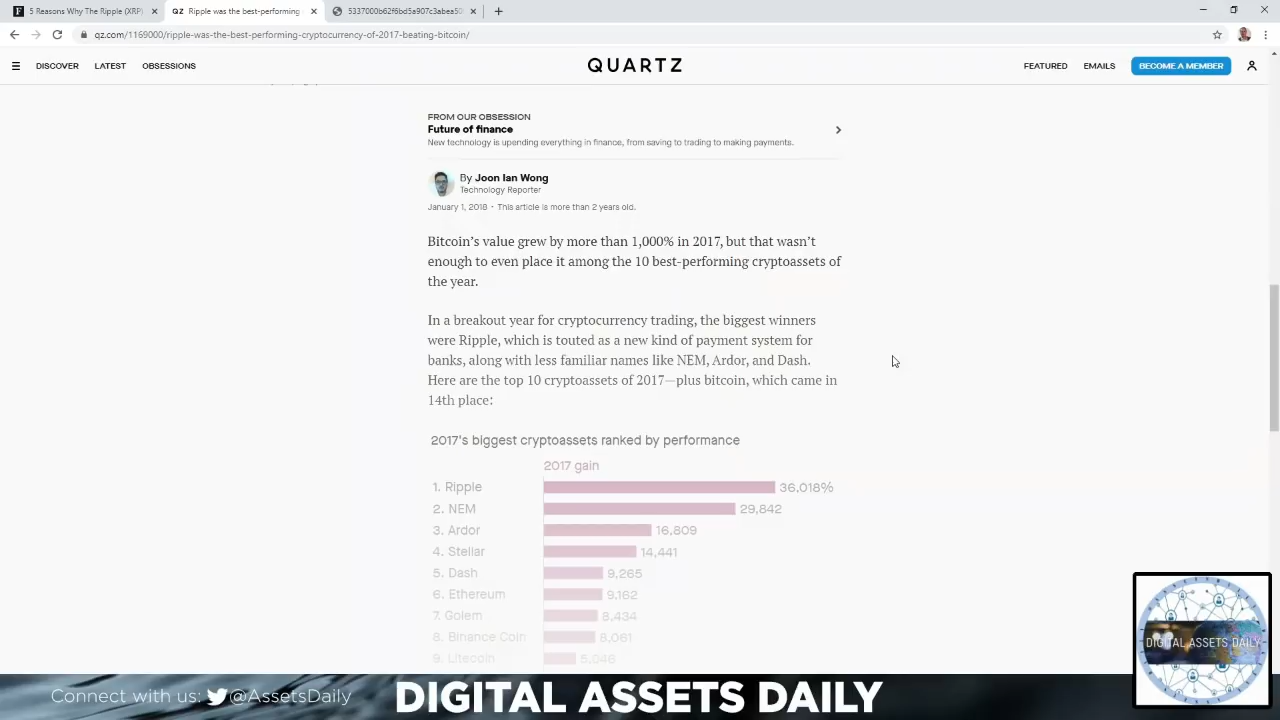 5 Reasons Why The Ripple (XRP)
Ripple was the best-performing
5337000b62f6bd5a907c3abea50
qz.com/1169000/ripple-was-the-best-performing-cryptocurrency-of-2017-beating-bitcoin/
DISCOVER LATEST OBSESSIONS QUARTZ FEATURED EMAILS BECOME A MEMBER
FROM OUR OBSESSION
Future of finance
New technology is upending everything in finance, from saving to trading to making payments.
By Joon Ian Wong
Technology Reporter
January 1, 2018 • This article is more than 2 years old.
Bitcoin’s value grew by more than 1,000% in 2017, but that wasn’t
enough to even place it among the 10 best-performing cryptoassets of
the year.
In a breakout year for cryptocurrency trading, the biggest winners
were Ripple, which is touted as a new kind of payment system for
banks, along with less familiar names like NEM, Ardor, and Dash.
Here are the top 10 cryptoassets of 2017—plus bitcoin, which came in
14th place:
2017's biggest cryptoassets ranked by performance
2017 gain
1. Ripple 36,018%
2. NEM 29,842
3. Ardor 16,809
4. Stellar 14,441
5. Dash 9,265
6. Ethereum 9,162
7. Golem 8,434
8. Binance Coin 8,061
9. Litecoin 5,046
DIGITAL ASSETS DAILY
Connect with us: @AssetsDaily DIGITAL ASSETS DAILY